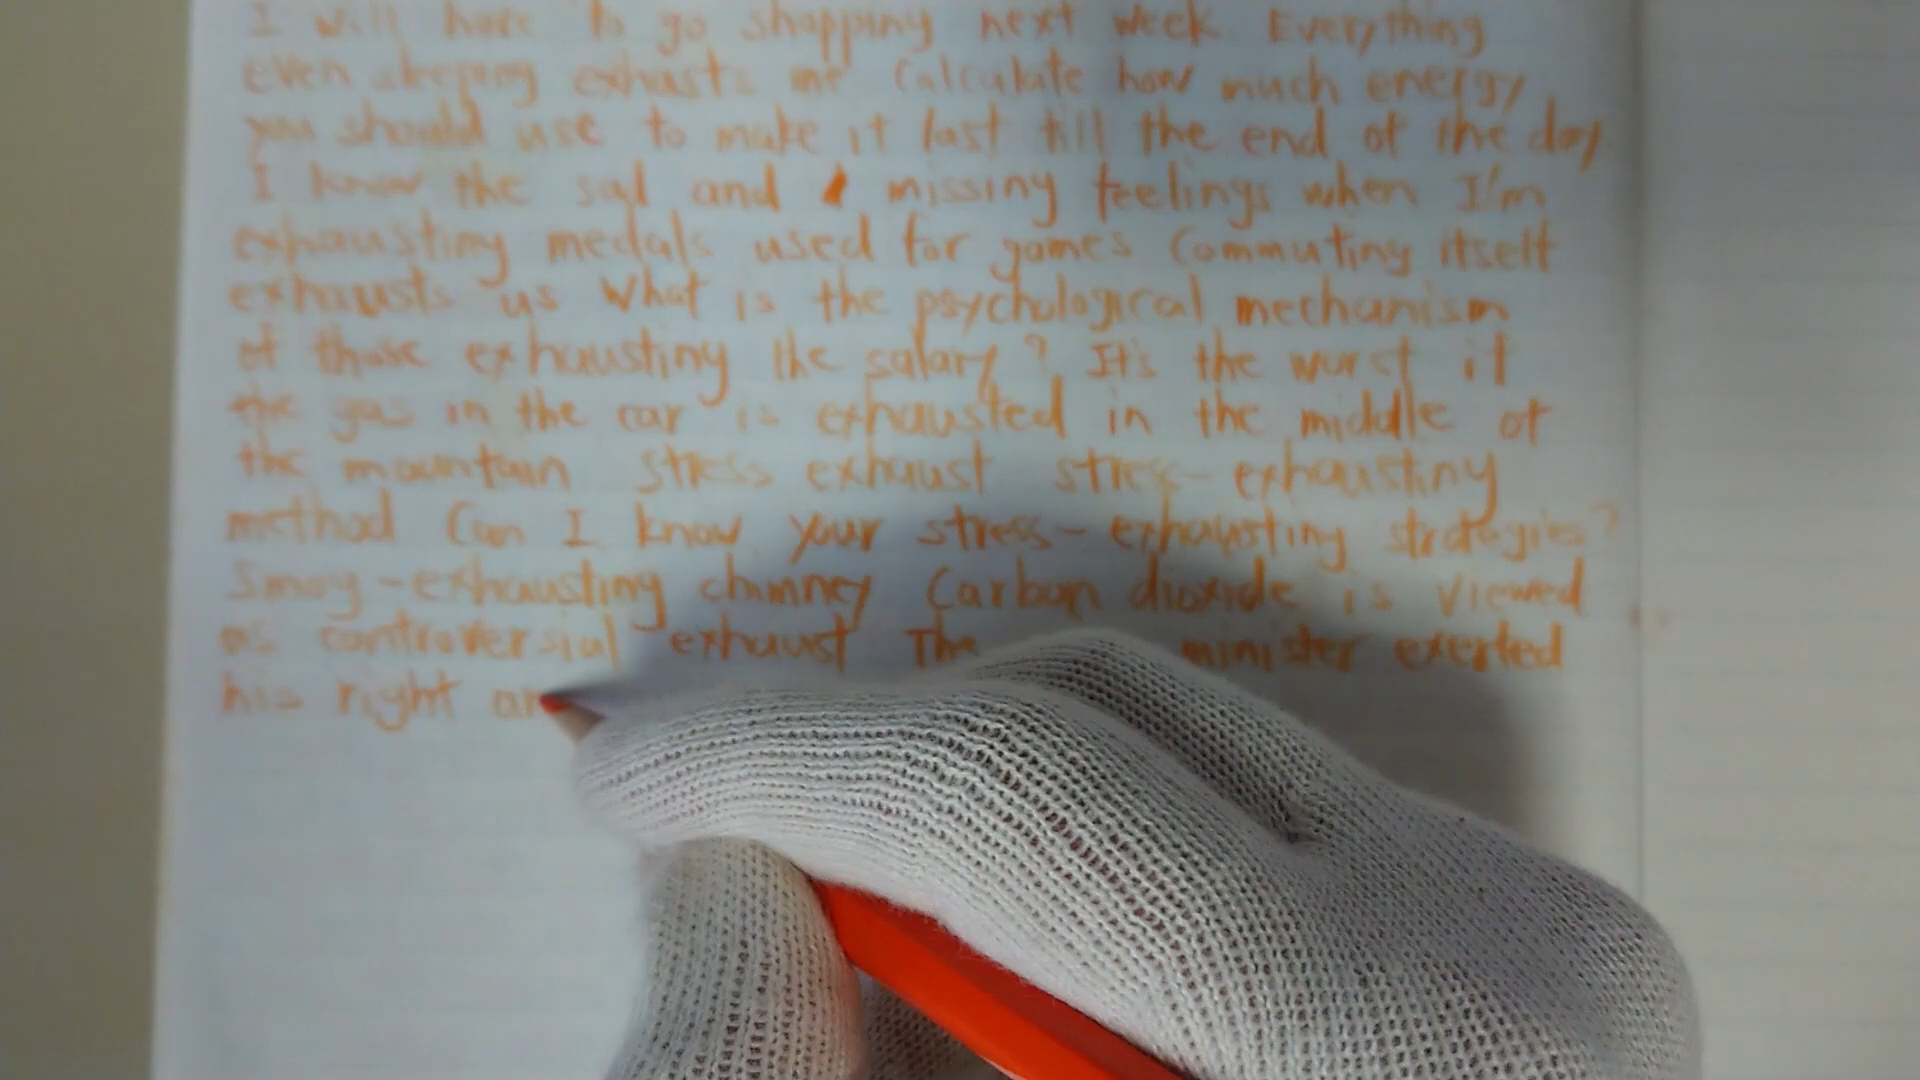 I will have to go shopping next week Everything
even sleeping exhausts me Calculate how much energy
you should use to make it last till the end of the day.
I know the sad and missing feelings when I'm
exhausting medals used for games Commuting itself
exhausts us What is the psychological mechanism
of those exhausting the salary? It's the worst if
the gas in the car is exhausted in the middle of
the mountain Stress exhaust stress-exhausting
method Can I know your stress-exhausting strategies?
Smog-exhausting chimney Carbon dioxide is viewed
as controversial exhaust The minister exerted
his right an